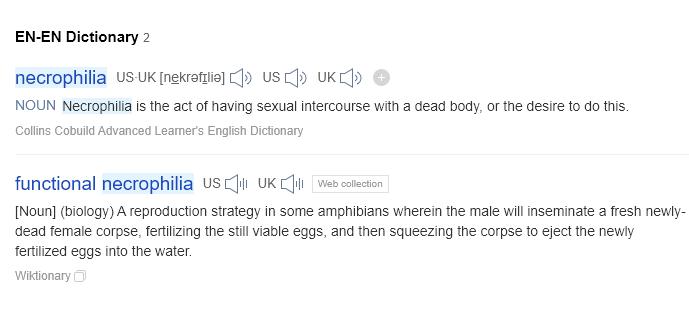 EN-EN Dictionary 2
necrophilia US·UK [nekrəfɪliə] US UK
NOUN Necrophilia is the act of having sexual intercourse with a dead body, or the desire to do this.
Collins Cobuild Advanced Learner's English Dictionary
functional necrophilia US UK Web collection
[Noun] (biology) A reproduction strategy in some amphibians wherein the male will inseminate a fresh newly-
dead female corpse, fertilizing the still viable eggs, and then squeezing the corpse to eject the newly
fertilized eggs into the water.
Wiktionary